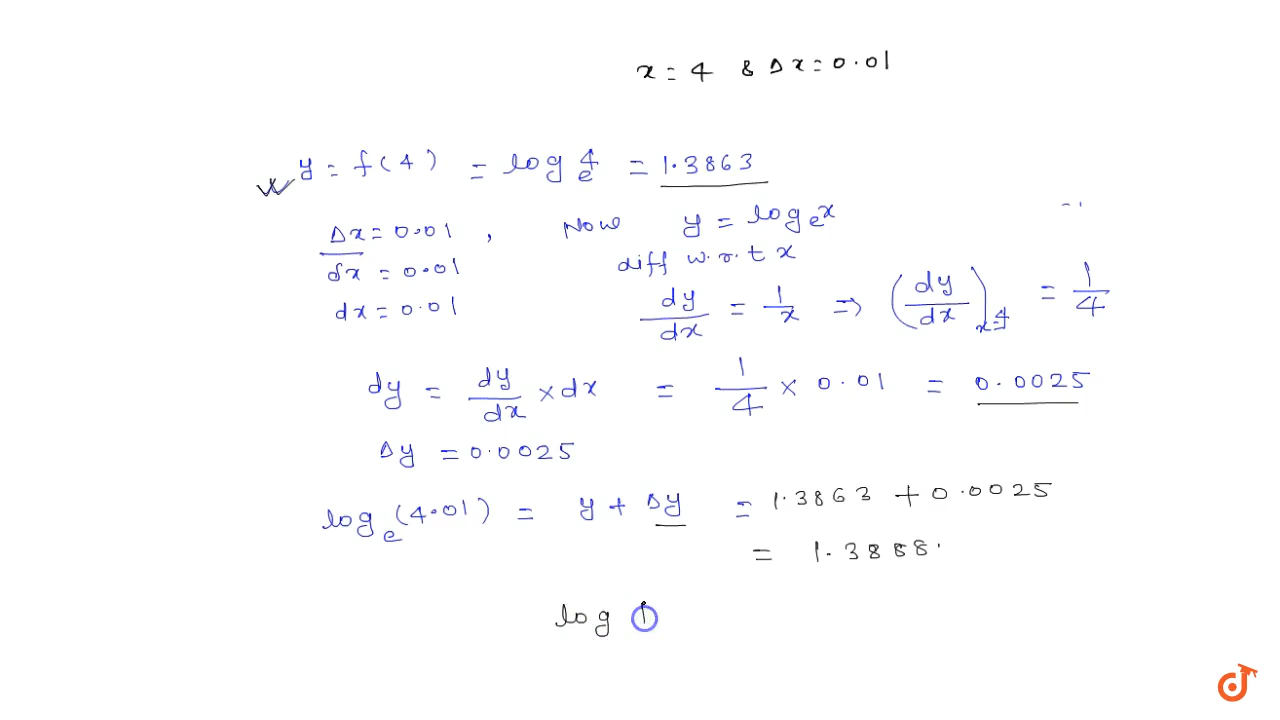 x = 4 & Δx = 0.01
y = f(4) = log_e 4 = 1.3863
Δx = 0.01 , Now y = log_e x
δx = 0.01 diff w.r.t x
dx = 0.01 dy/dx = 1/x ⇒ (dy/dx)_{x=4} = 1/4
dy = dy/dx × dx = 1/4 × 0.01 = 0.0025
Δy = 0.0025
log_e (4.01) = y + Δy = 1.3863 + 0.0025
= 1.3888.
log